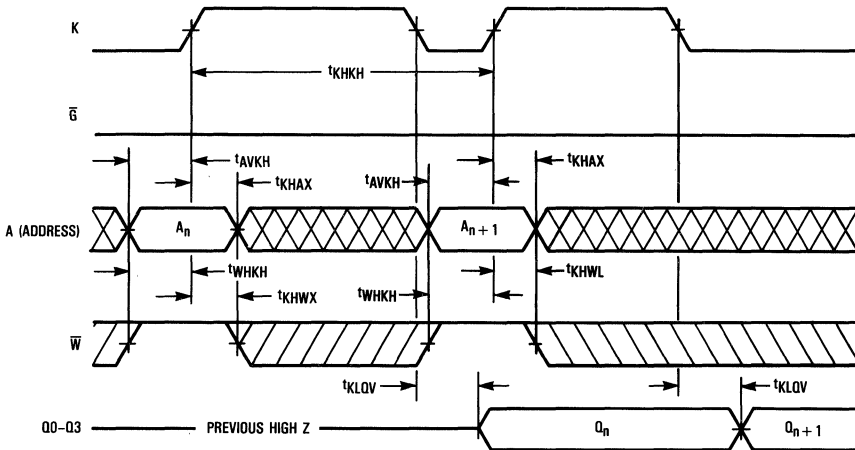 K
tKHKH
G̅
tAVKH
tKHAX
tAVKH
tKHAX
A (ADDRESS)
An
An + 1
tWHKH
tKHWX
tWHKH
tKHWL
W̅
tKLQV
tKLQV
Q0–Q3
PREVIOUS HIGH Z
Qn
Qn + 1